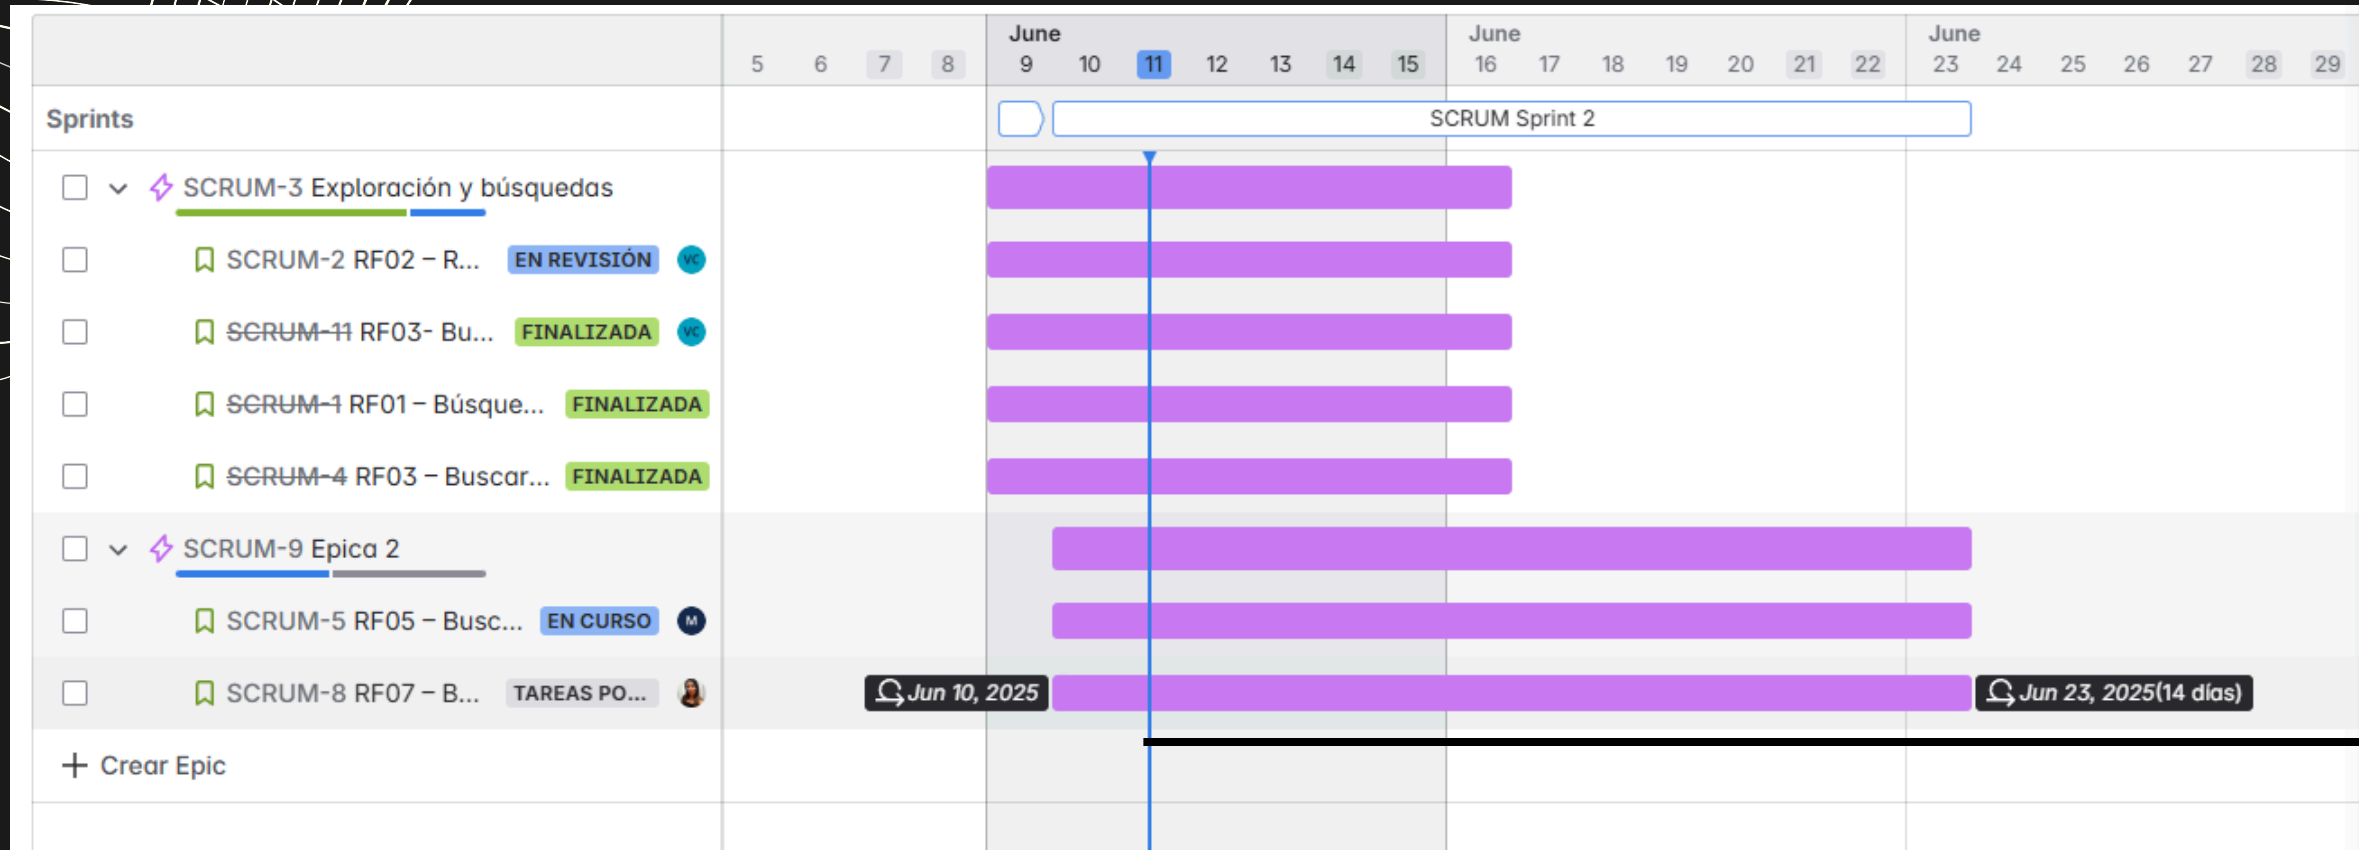 June June June
5 6 7 8 9 10 11 12 13 14 15 16 17 18 19 20 21 22 23 24 25 26 27 28 29
Sprints SCRUM Sprint 2
SCRUM-3 Exploración y búsquedas
SCRUM-2 RF02 – R... EN REVISIÓN VC
SCRUM-11 RF03- Bu... FINALIZADA VC
SCRUM-1 RF01 – Búsque... FINALIZADA
SCRUM-4 RF03 – Buscar... FINALIZADA
SCRUM-9 Epica 2
SCRUM-5 RF05 – Busc... EN CURSO M
SCRUM-8 RF07 – B... TAREAS PO... Jun 10, 2025 Jun 23, 2025(14 días)
+ Crear Epic